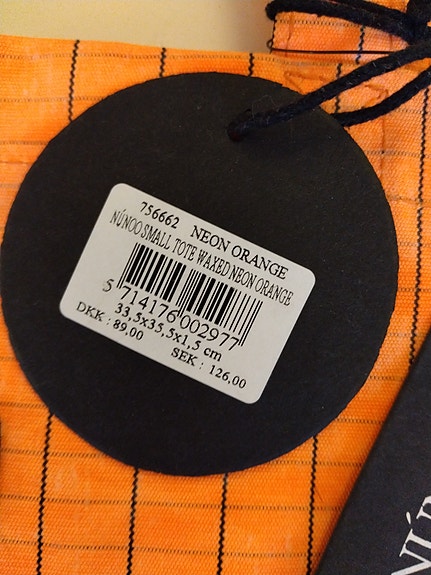 756662 NEON ORANGE
NÚNOO SMALL TOTE WAXED NEON ORANGE
5 714176 002977
33,5x35,5x1,5 cm
DKK : 89,00 SEK : 126,00